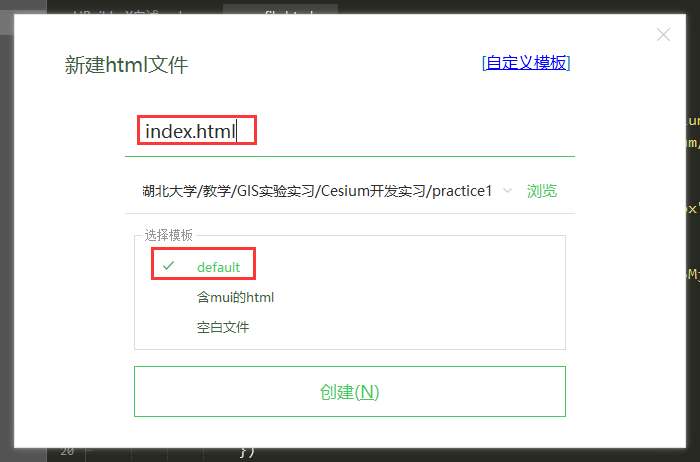 新建html文件
[自定义模板]
index.html
湖北大学/教学/GIS实验实习/Cesium开发实习/practice1
浏览
选择模板
default
含mui的html
空白文件
创建(N)
20
})